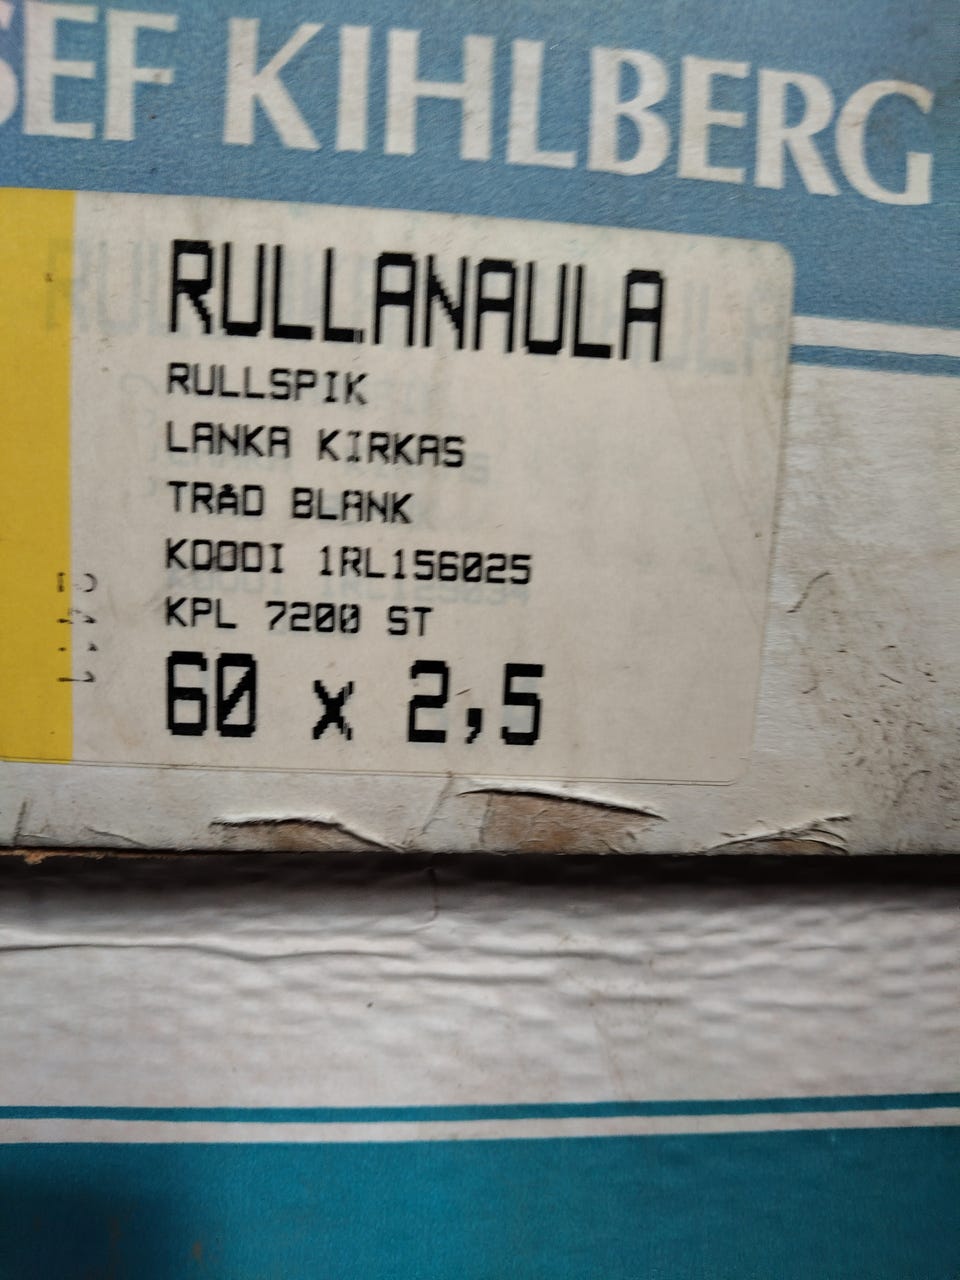 SEF KIHLBERG
RULLANAULA
RULLSPIK
LANKA KIRKAS
TRÅD BLANK
KOODI 1RL156025
KPL 7200 ST
60 x 2,5